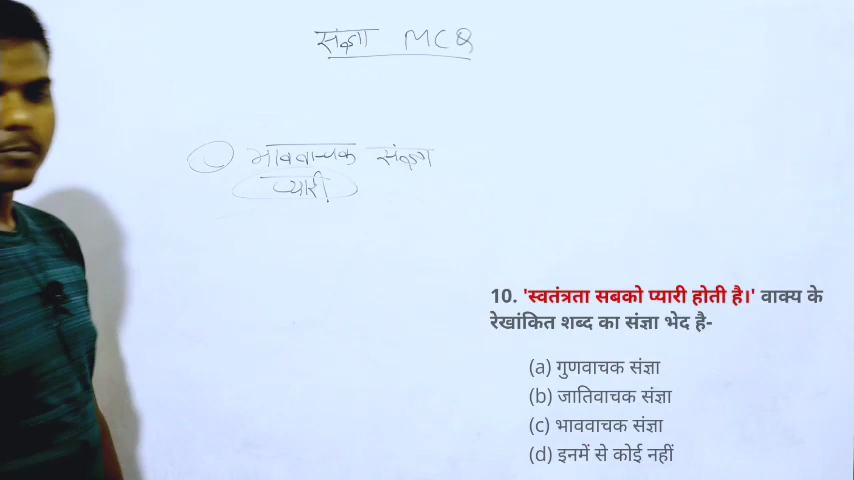 संज्ञा MCQ
भाववाचक संज्ञा
प्यारी
10. 'स्वतंत्रता सबको प्यारी होती है।' वाक्य के
रेखांकित शब्द का संज्ञा भेद है-
(a) गुणवाचक संज्ञा
(b) जातिवाचक संज्ञा
(c) भाववाचक संज्ञा
(d) इनमें से कोई नहीं